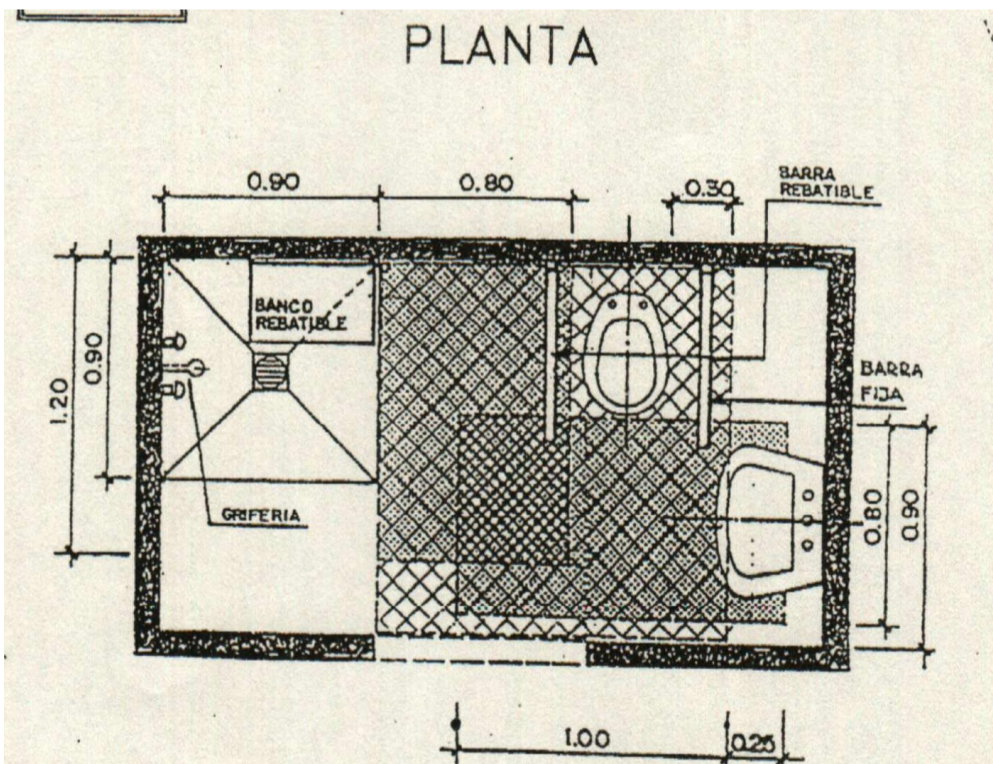 PLANTA
0.90
0.80
0.30
BARRA
REBATIBLE
BANCO
REBATIBLE
1.20
0.90
BARRA
FIJA
GRIFERIA
0.80
0.90
1.00
0.25